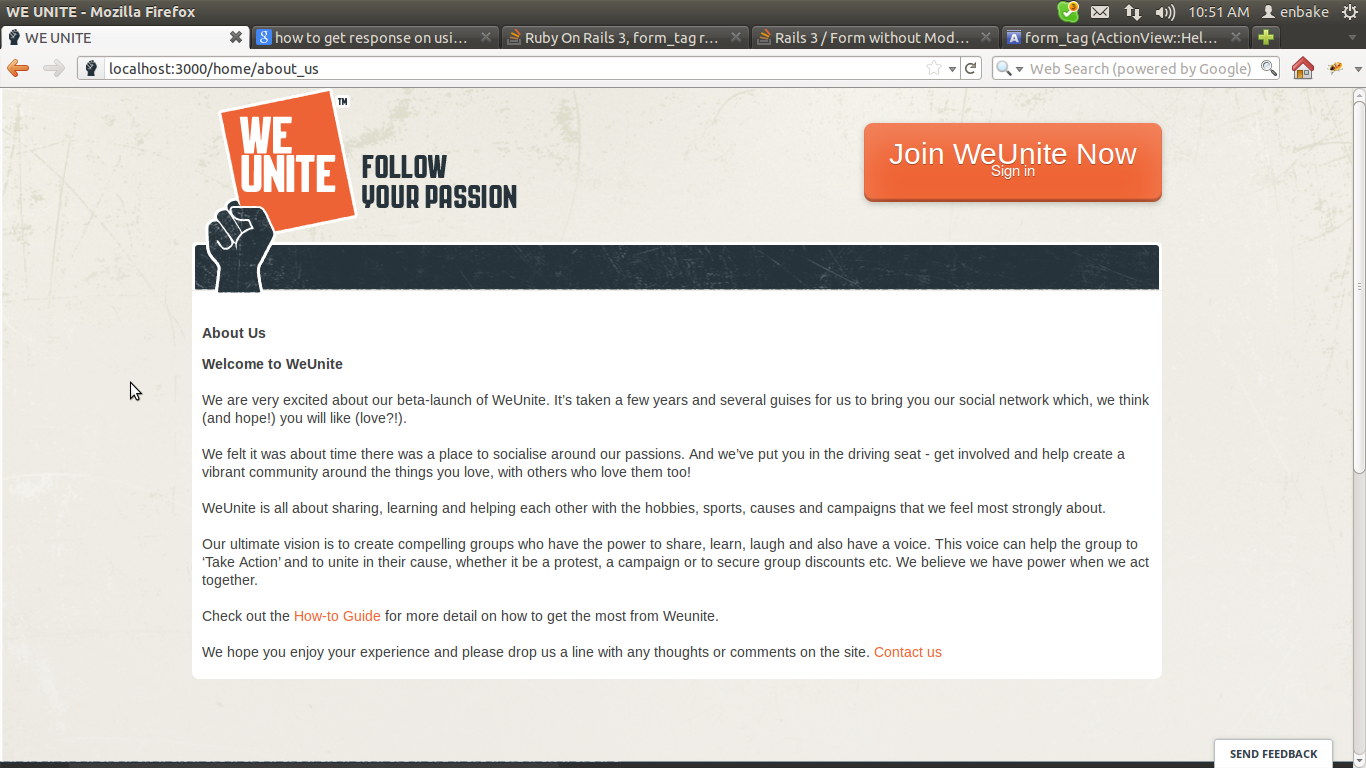 WE UNITE - Mozilla Firefox
3
10:51 AM
enbake
WE UNITE
how to get response on usi...
Ruby On Rails 3, form_tag r...
Rails 3 / Form without Mod...
form_tag (ActionView::Hel...
localhost:3000/home/about_us
Web Search (powered by Google)
WE
UNITE
TM
FOLLOW
YOUR PASSION
Join WeUnite Now
Sign in
About Us
Welcome to WeUnite
We are very excited about our beta-launch of WeUnite. It’s taken a few years and several guises for us to bring you our social network which, we think
(and hope!) you will like (love?!).
We felt it was about time there was a place to socialise around our passions. And we’ve put you in the driving seat - get involved and help create a
vibrant community around the things you love, with others who love them too!
WeUnite is all about sharing, learning and helping each other with the hobbies, sports, causes and campaigns that we feel most strongly about.
Our ultimate vision is to create compelling groups who have the power to share, learn, laugh and also have a voice. This voice can help the group to
‘Take Action’ and to unite in their cause, whether it be a protest, a campaign or to secure group discounts etc. We believe we have power when we act
together.
Check out the How-to Guide for more detail on how to get the most from Weunite.
We hope you enjoy your experience and please drop us a line with any thoughts or comments on the site. Contact us
SEND FEEDBACK